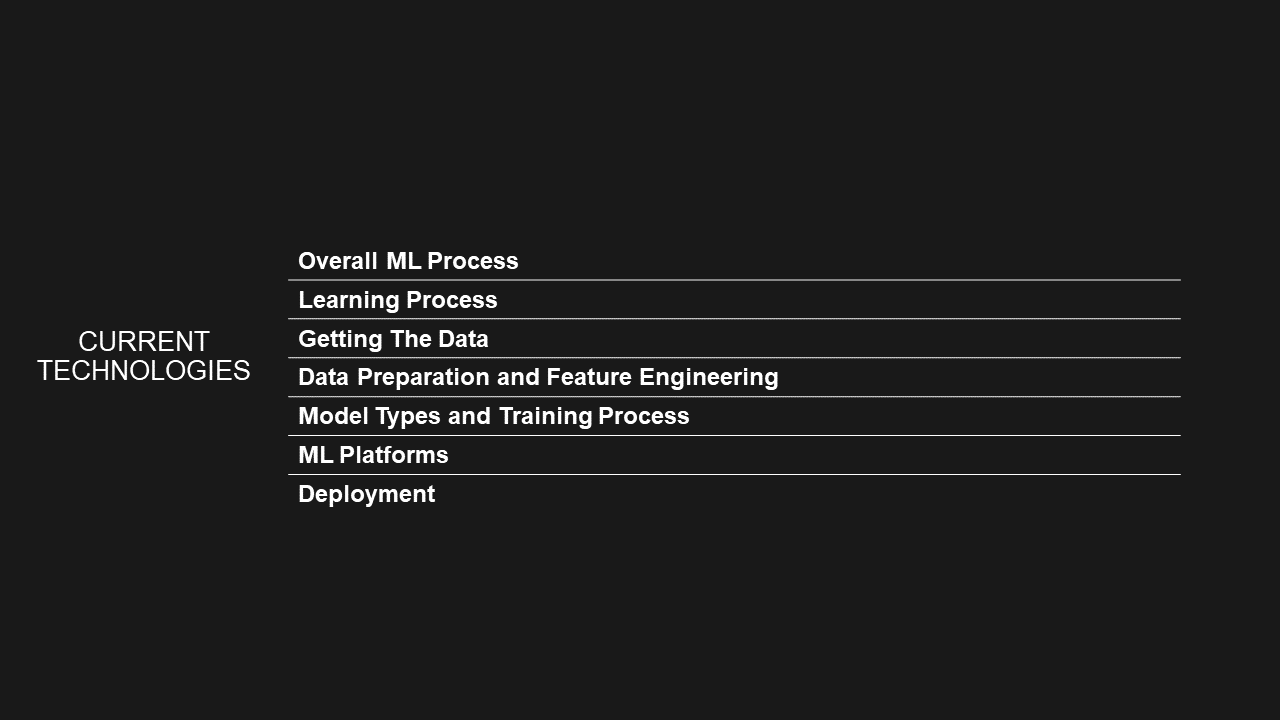 CURRENT
TECHNOLOGIES
Overall ML Process
Learning Process
Getting The Data
Data Preparation and Feature Engineering
Model Types and Training Process
ML Platforms
Deployment